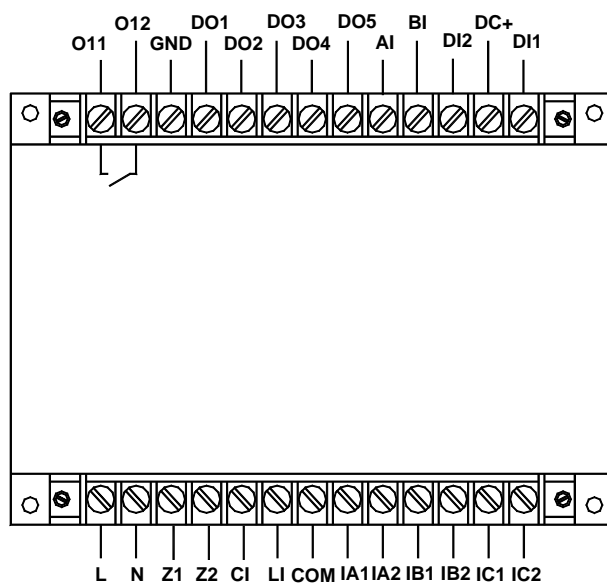 O11 O12 GND DO1 DO2 DO3 DO4 DO5 AI BI DI2 DC+ DI1
L N Z1 Z2 CI LI COM IA1 IA2 IB1 IB2 IC1 IC2